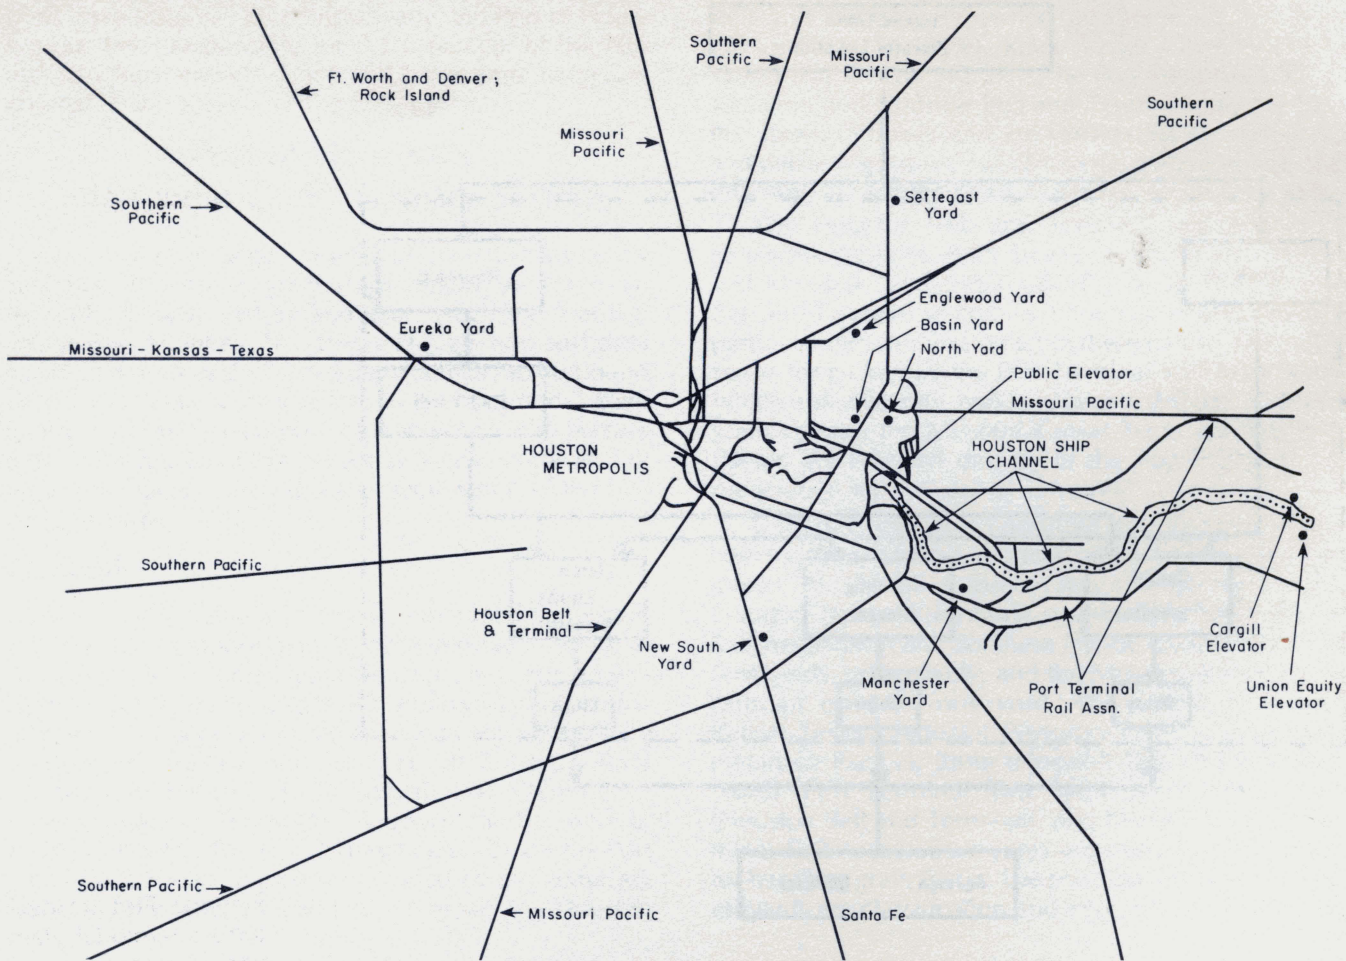 Southern
Pacific
Missouri
Pacific
Ft. Worth and Denver;
Rock Island
Southern
Pacific
Missouri
Pacific
Southern
Pacific
Settegast
Yard
Englewood Yard
Basin Yard
North Yard
Public Elevator
Eureka Yard
Missouri - Kansas - Texas
Missouri Pacific
HOUSTON
METROPOLIS
HOUSTON SHIP
CHANNEL
Southern Pacific
Houston Belt
& Terminal
New South
Yard
Manchester
Yard
Port Terminal
Rail Assn.
Cargill
Elevator
Union Equity
Elevator
Southern Pacific
Missouri Pacific
Santa Fe